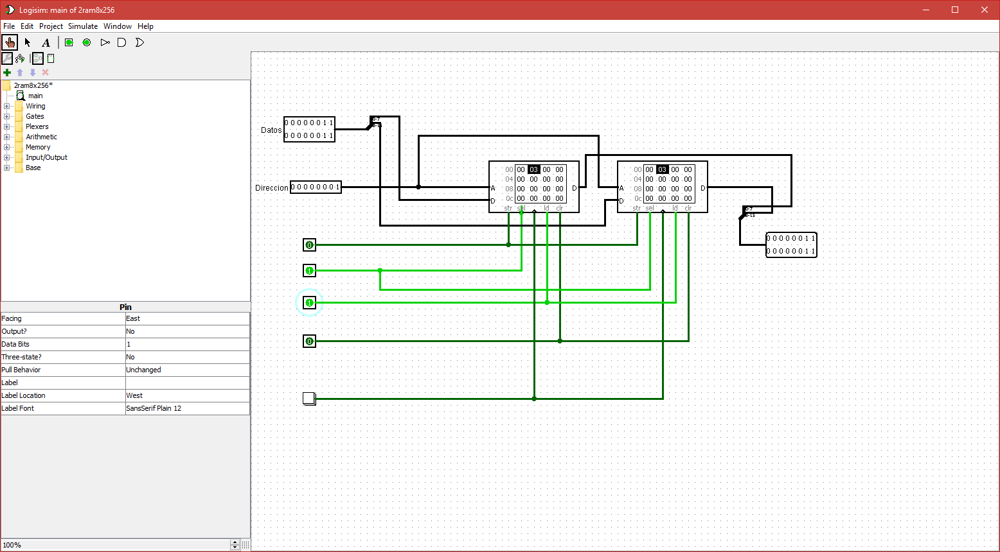 Logisim: main of 2ram8x256
File Edit Project Simulate Window Help
A
2ram8x256*
main
Wiring
Gates
Plexers
Arithmetic
Memory
Input/Output
Base
Pin
Facing East
Output? No
Data Bits 1
Three-state? No
Pull Behavior Unchanged
Label
Label Location West
Label Font SansSerif Plain 12
100%
0-7
8-15
Datos 0 0 0 0 0 0 1 1
0 0 0 0 0 0 1 1
Direccion 0 0 0 0 0 0 0 1
00 00 03 00 00
04 00 00 00 00
08 00 00 00 00
0c 00 00 00 00
A D
D
str sel ld clr
00 00 03 00 00
04 00 00 00 00
08 00 00 00 00
0c 00 00 00 00
A D
D
str sel ld clr
0-7
8-15
0 0 0 0 0 0 1 1
0 0 0 0 0 0 1 1
0
1
1
0